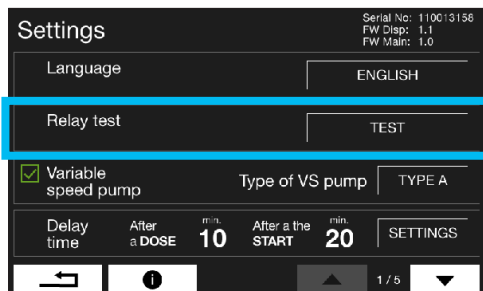 Settings
Serial No: 110013158
FW Disp: 1.1
FW Main: 1.0
Language
ENGLISH
Relay test
TEST
Variable
speed pump
Type of VS pump
TYPE A
Delay
time
After
a DOSE
min.
10
After a the
START
min.
20
SETTINGS
1/5